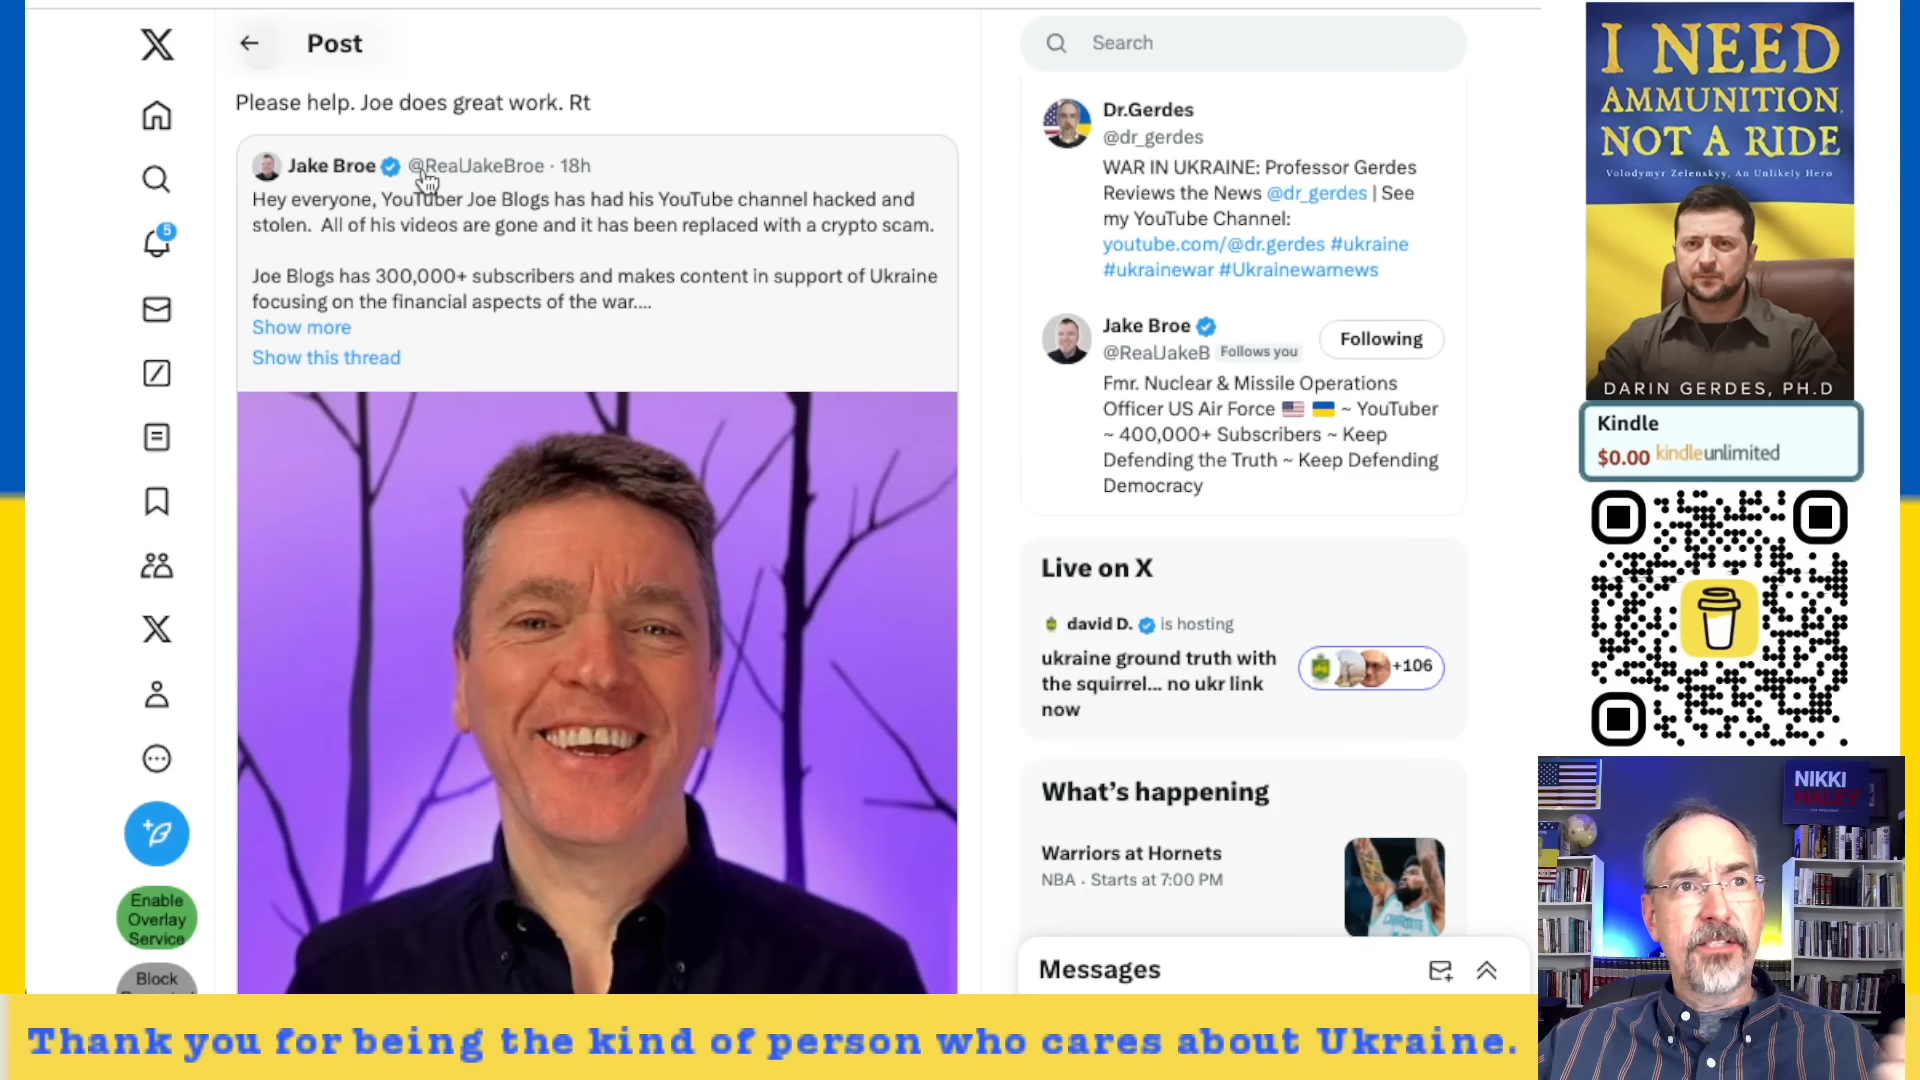 Post
Please help. Joe does great work. Rt
Jake Broe @RealJakeBroe · 18h
Hey everyone, YouTuber Joe Blogs has had his YouTube channel hacked and
stolen. All of his videos are gone and it has been replaced with a crypto scam.
Joe Blogs has 300,000+ subscribers and makes content in support of Ukraine
focusing on the financial aspects of the war....
Show more
Show this thread
5
Enable
Overlay
Service
Block
Search
Dr.Gerdes
@dr_gerdes
WAR IN UKRAINE: Professor Gerdes
Reviews the News @dr_gerdes | See
my YouTube Channel:
youtube.com/@dr.gerdes #ukraine
#ukrainewar #Ukrainewarnews
Jake Broe
@RealJakeB Follows you
Following
Fmr. Nuclear & Missile Operations
Officer US Air Force 🇺🇸 🇺🇦 ~ YouTuber
~ 400,000+ Subscribers ~ Keep
Defending the Truth ~ Keep Defending
Democracy
Live on X
david D. is hosting
ukraine ground truth with
the squirrel... no ukr link
now
+106
What's happening
Warriors at Hornets
NBA · Starts at 7:00 PM
Messages
I NEED
AMMUNITION,
NOT A RIDE
Volodymyr Zelenskyy, An Unlikely Hero
DARIN GERDES, PH.D
Kindle
$0.00 kindleunlimited
NIKKI
HALEY
Thank you for being the kind of person who cares about Ukraine.